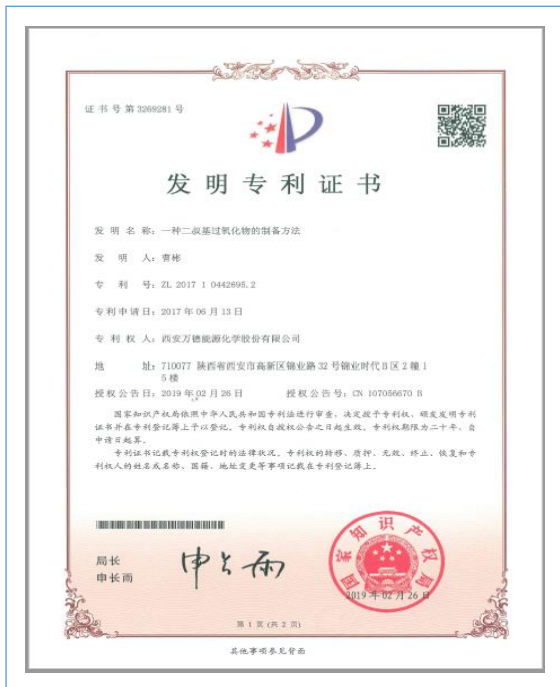 证书号第3269281号
发明专利证书
发明名称：一种二叔基过氧化物的制备方法
发明人：曹彬
专利号：ZL 2017 1 0442695.2
专利申请日：2017年06月13日
专利权人：西安万德能源化学股份有限公司
地址：710077 陕西省西安市高新区锦业路32号锦业时代B区2幢1
5楼
授权公告日：2019年02月26日 授权公告号：CN 107056670 B
国家知识产权局依照中华人民共和国专利法进行审查，决定授予专利权，颁发发明专利
证书并在专利登记簿上予以登记。专利权自授权公告之日起生效。专利权期限为二十年，自
申请日起算。
专利证书记载专利权登记时的法律状况。专利权的转移、质押、无效、终止、恢复和专
利权人的姓名或名称、国籍、地址变更等事项记载在专利登记簿上。
局长
申长雨
申长雨
国家知识产权局
2019年02月26日
第1页(共2页)
其他事项参见背面